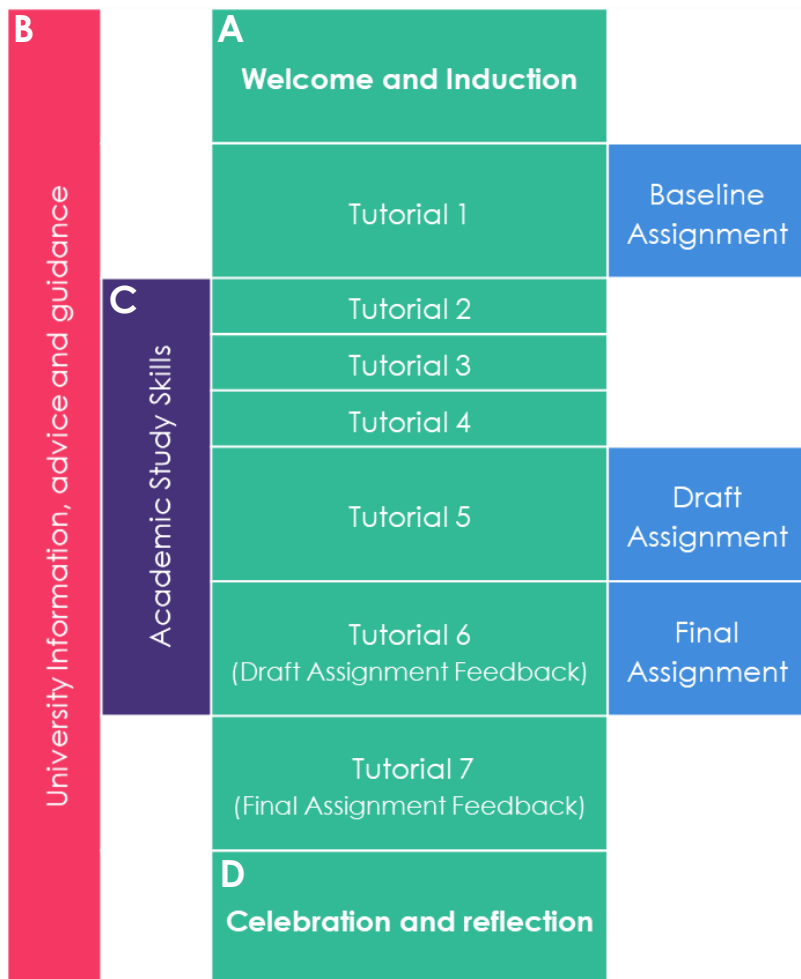 B
University Information, advice and guidance
A
Welcome and Induction
Tutorial 1
Baseline
Assignment
C
Academic Study Skills
Tutorial 2
Tutorial 3
Tutorial 4
Tutorial 5
Draft
Assignment
Tutorial 6
(Draft Assignment Feedback)
Final
Assignment
Tutorial 7
(Final Assignment Feedback)
D
Celebration and reflection